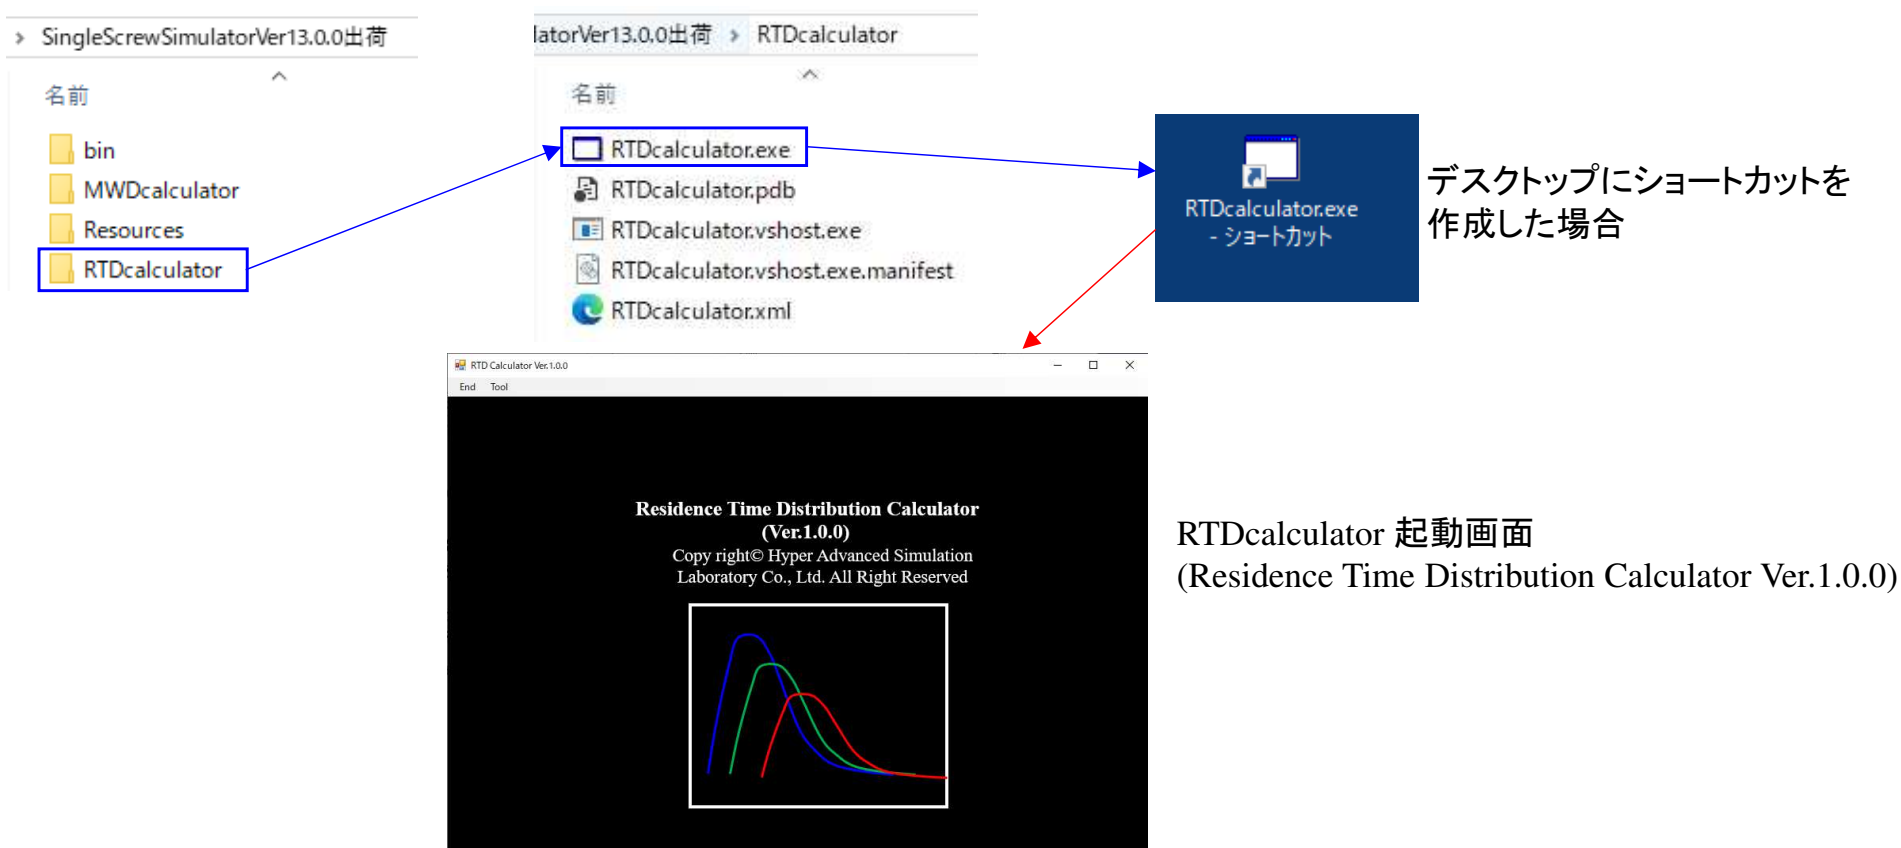 SingleScrewSimulatorVer13.0.0出荷
名前
bin
MWDcalculator
Resources
RTDcalculator
latorVer13.0.0出荷 > RTDcalculator
名前
RTDcalculator.exe
RTDcalculator.pdb
RTDcalculator.vshost.exe
RTDcalculator.vshost.exe.manifest
RTDcalculator.xml
RTDcalculator.exe
- ショートカット
デスクトップにショートカットを
作成した場合
RTD Calculator Ver.1.0.0
End Tool
Residence Time Distribution Calculator
(Ver.1.0.0)
Copy right© Hyper Advanced Simulation
Laboratory Co., Ltd. All Right Reserved
RTDcalculator 起動画面
(Residence Time Distribution Calculator Ver.1.0.0)